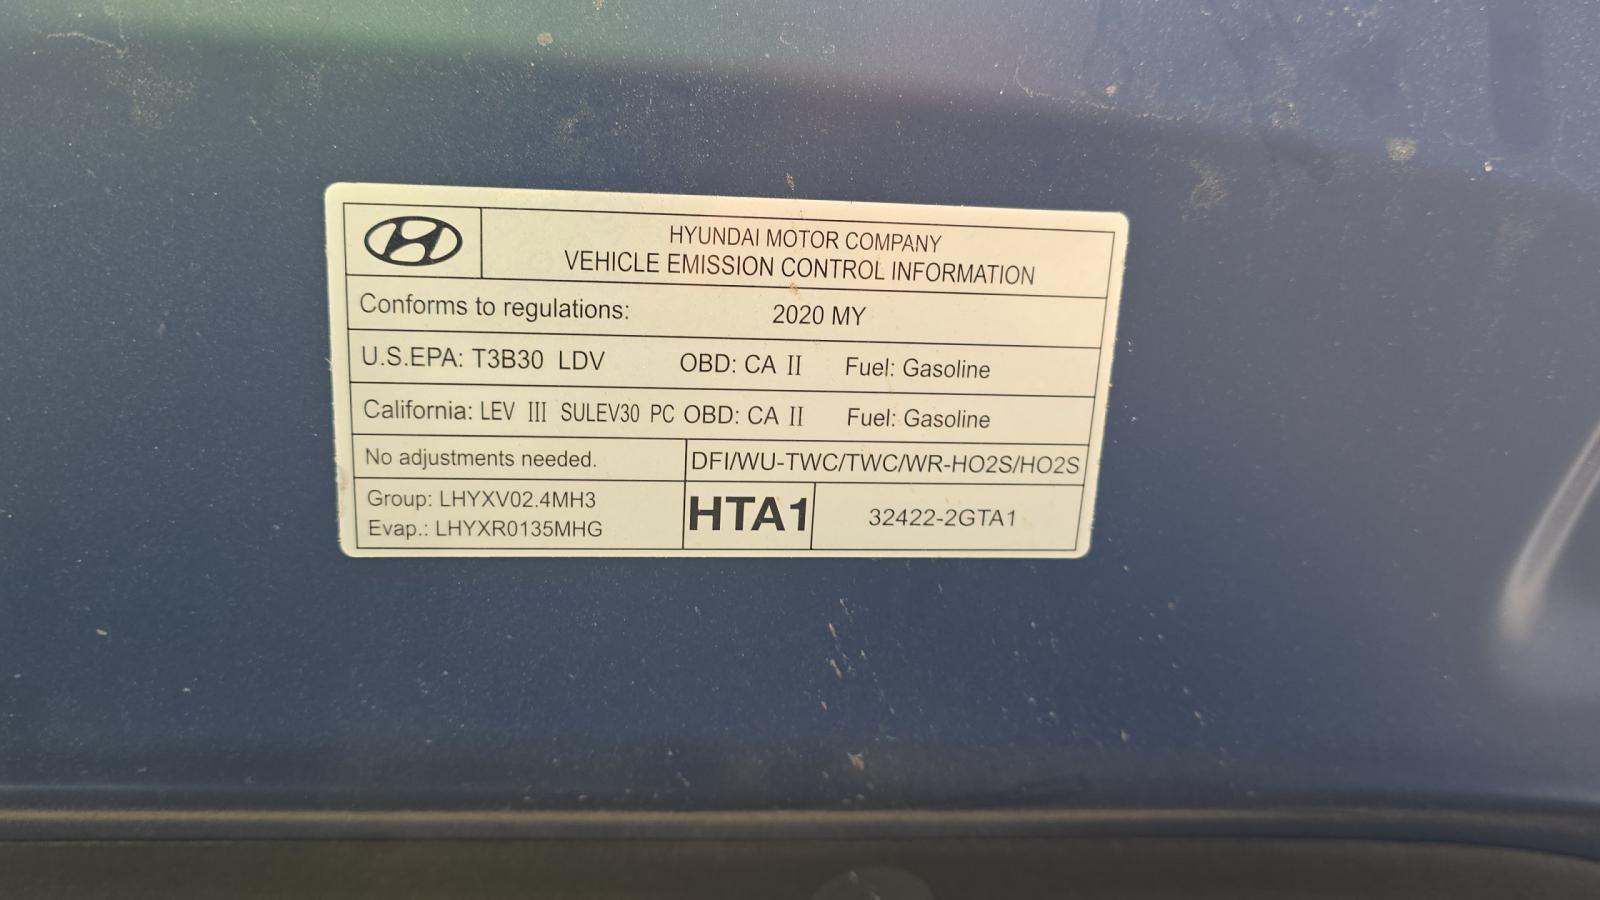 HYUNDAI MOTOR COMPANY
VEHICLE EMISSION CONTROL INFORMATION
Conforms to regulations: 2020 MY
U.S.EPA: T3B30 LDV OBD: CA II Fuel: Gasoline
California: LEV III SULEV30 PC OBD: CA II Fuel: Gasoline
No adjustments needed. DFI/WU-TWC/TWC/WR-HO2S/HO2S
Group: LHYXV02.4MH3
Evap.: LHYXR0135MHG
HTA1
32422-2GTA1